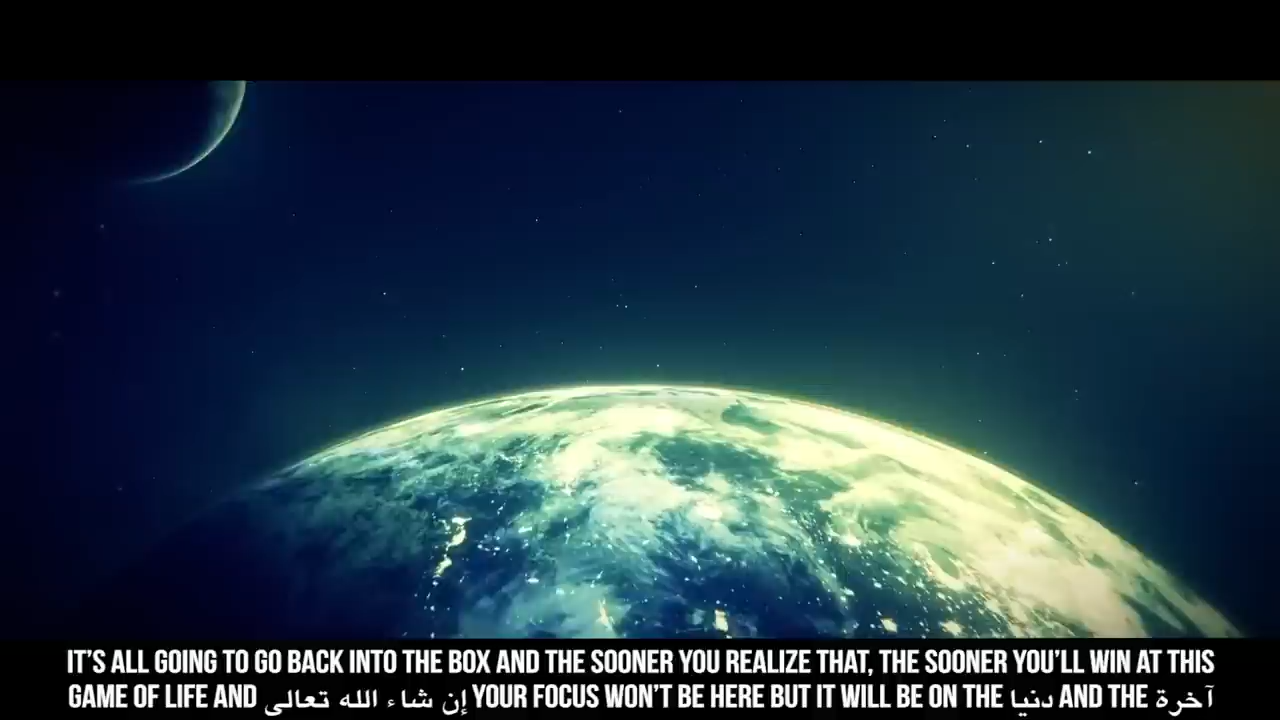 IT'S ALL GOING TO GO BACK INTO THE BOX AND THE SOONER YOU REALIZE THAT, THE SOONER YOU'LL WIN AT THIS
GAME OF LIFE AND إن شاء الله تعالى YOUR FOCUS WON'T BE HERE BUT IT WILL BE ON THE دنيا AND THE آخرة